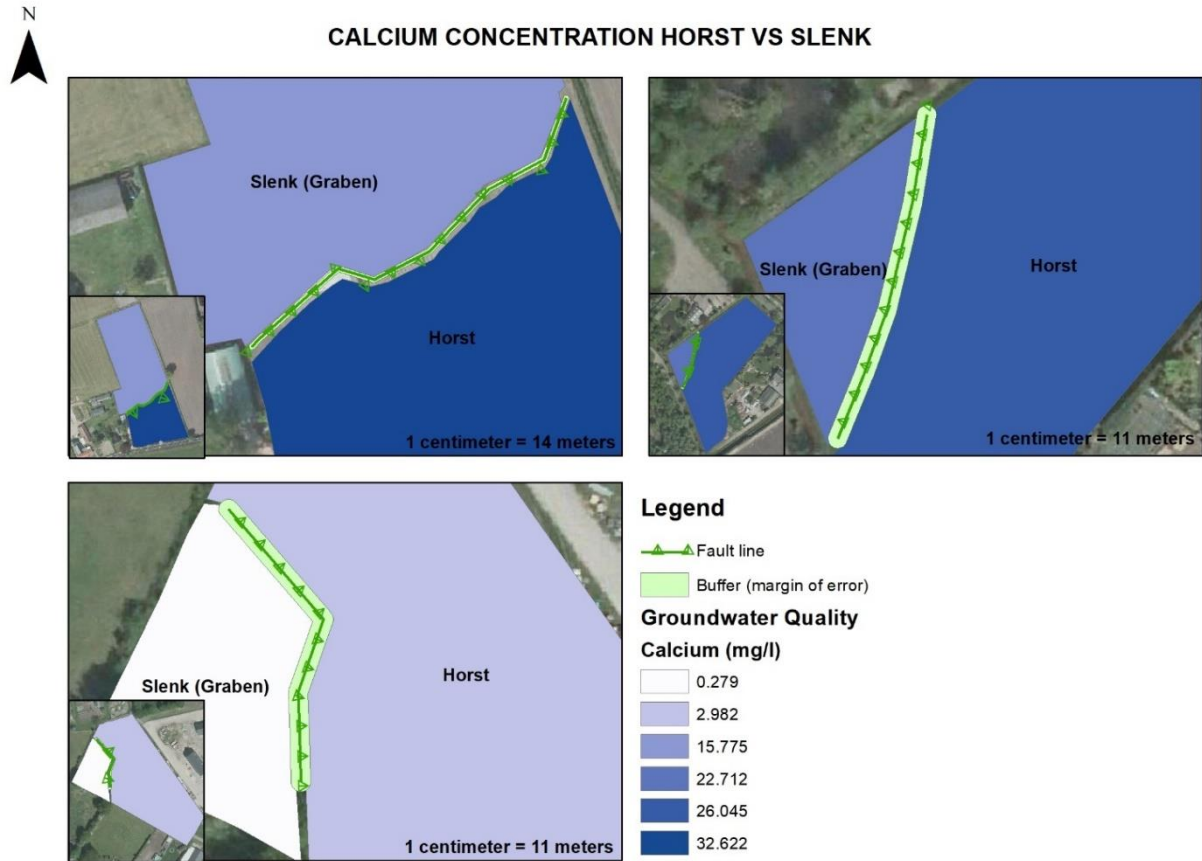 N
CALCIUM CONCENTRATION HORST VS SLENK
Slenk (Graben)
Horst
1 centimeter = 14 meters
Slenk (Graben)
Horst
1 centimeter = 11 meters
Slenk (Graben)
Horst
1 centimeter = 11 meters
Legend
Fault line
Buffer (margin of error)
Groundwater Quality
Calcium (mg/l)
0.279
2.982
15.775
22.712
26.045
32.622